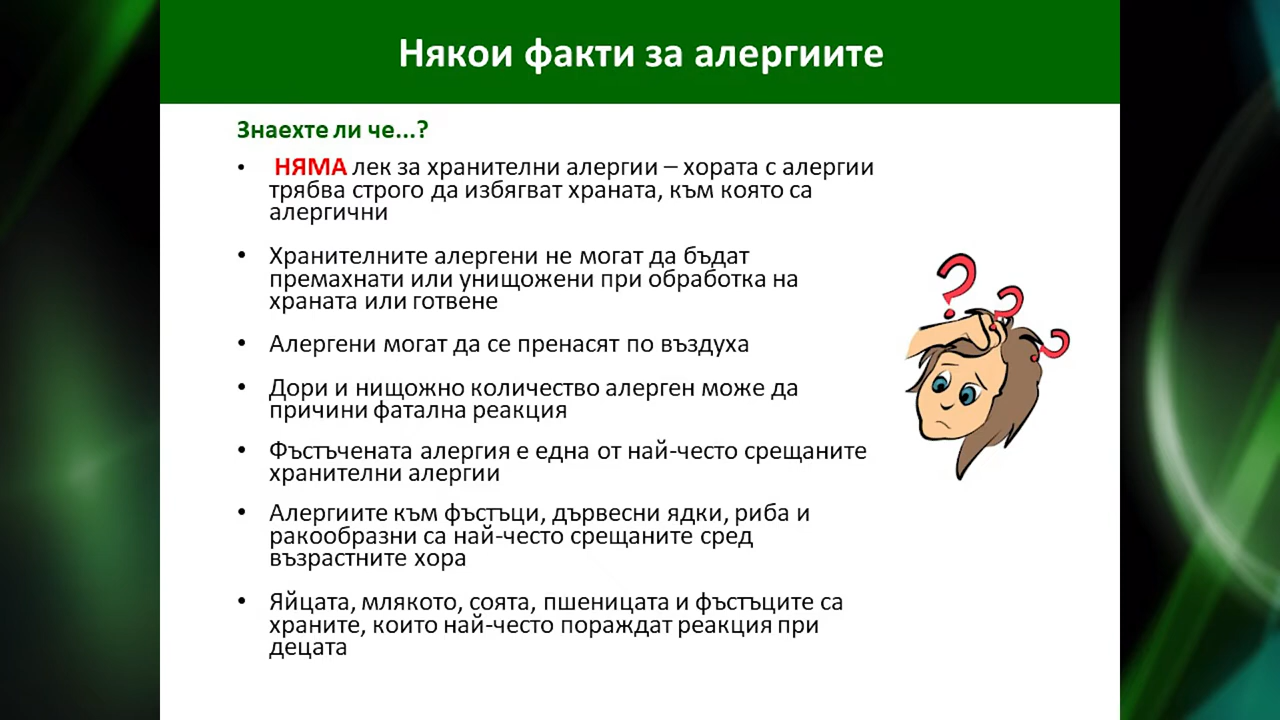 Някои факти за алергиите
Знаехте ли че...?
• НЯМА лек за хранителни алергии – хората с алергии
трябва строго да избягват храната, към която са
алергични
• Хранителните алергени не могат да бъдат
премахнати или унищожени при обработка на
храната или готвене
• Алергени могат да се пренасят по въздуха
• Дори и нищожно количество алерген може да
причини фатална реакция
• Фъстъчената алергия е една от най-често срещаните
хранителни алергии
• Алергиите към фъстъци, дървесни ядки, риба и
ракообразни са най-често срещаните сред
възрастните хора
• Яйцата, млякото, соята, пшеницата и фъстъците са
храните, които най-често пораждат реакция при
децата
? ? ?